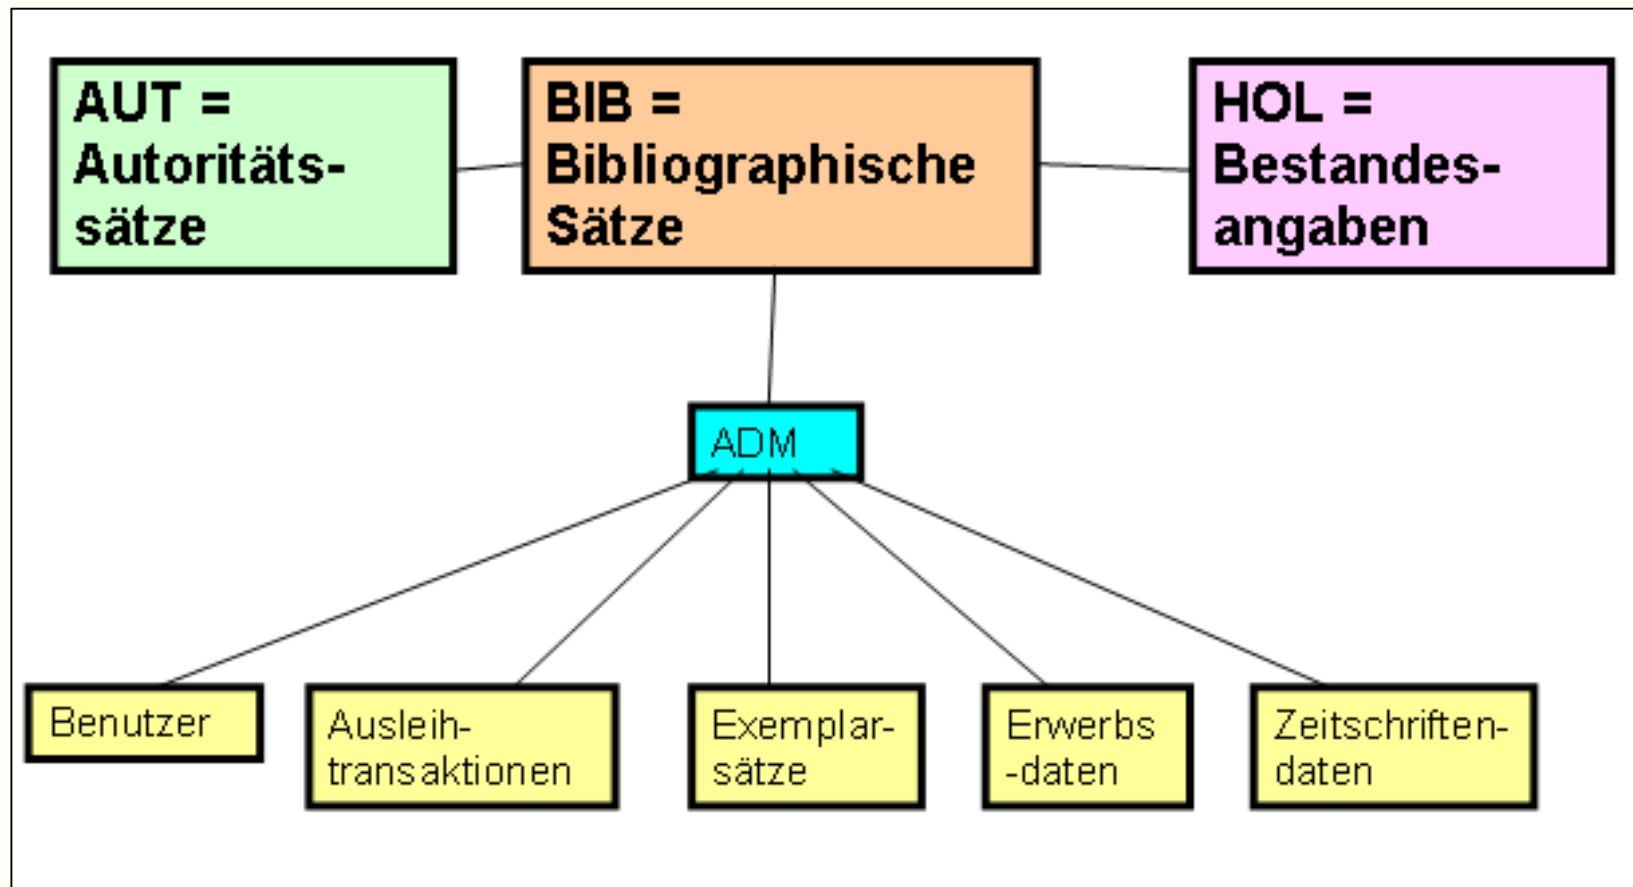 AUT =
Autoritäts-
sätze
BIB =
Bibliographische
Sätze
HOL =
Bestandes-
angaben
ADM
Benutzer
Ausleih-
transaktionen
Exemplar-
sätze
Erwerbs
-daten
Zeitschriften-
daten